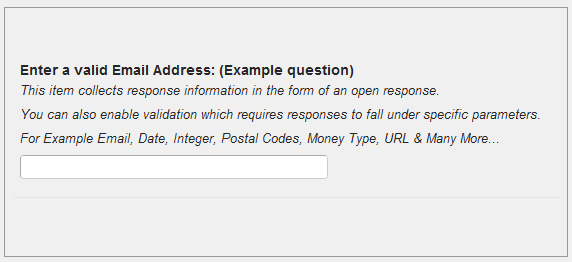 Enter a valid Email Address: (Example question)
This item collects response information in the form of an open response.
You can also enable validation which requires responses to fall under specific parameters.
For Example Email, Date, Integer, Postal Codes, Money Type, URL & Many More...